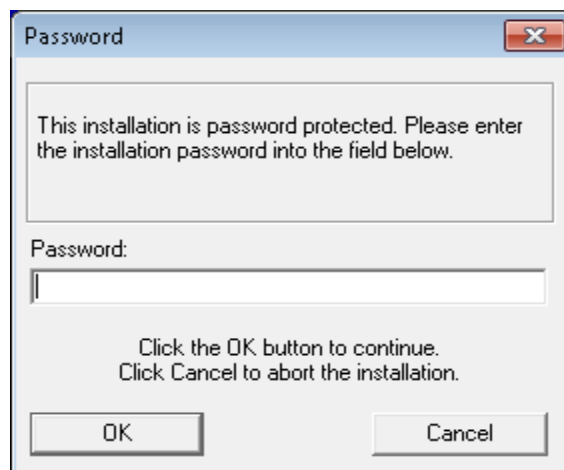 Password
This installation is password protected. Please enter
the installation password into the field below.
Password:
Click the OK button to continue.
Click Cancel to abort the installation.
OK
Cancel